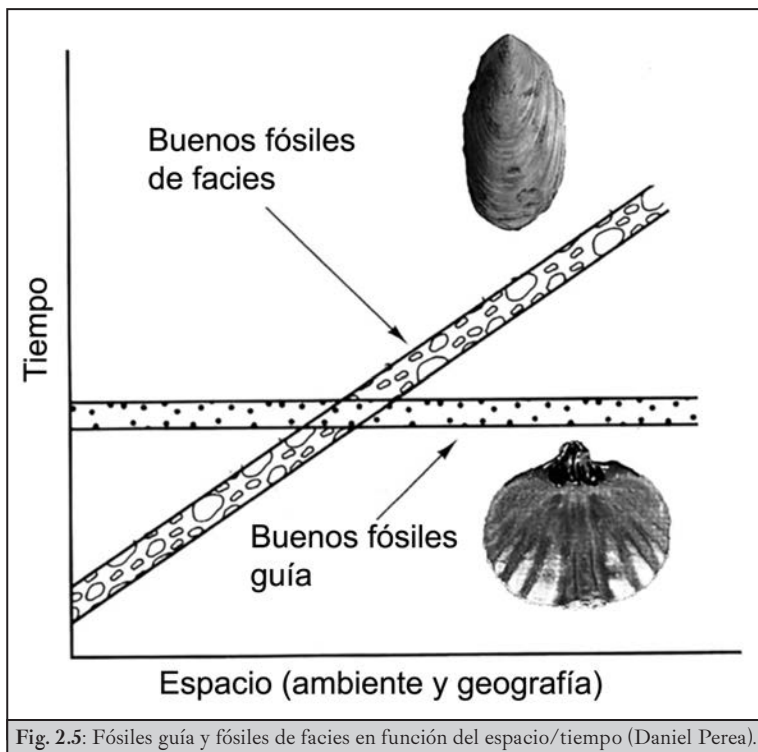 Buenos fósiles
de facies
Tiempo
Buenos fósiles
guía
Espacio (ambiente y geografía)
Fig. 2.5: Fósiles guía y fósiles de facies en función del espacio/tiempo (Daniel Perea).